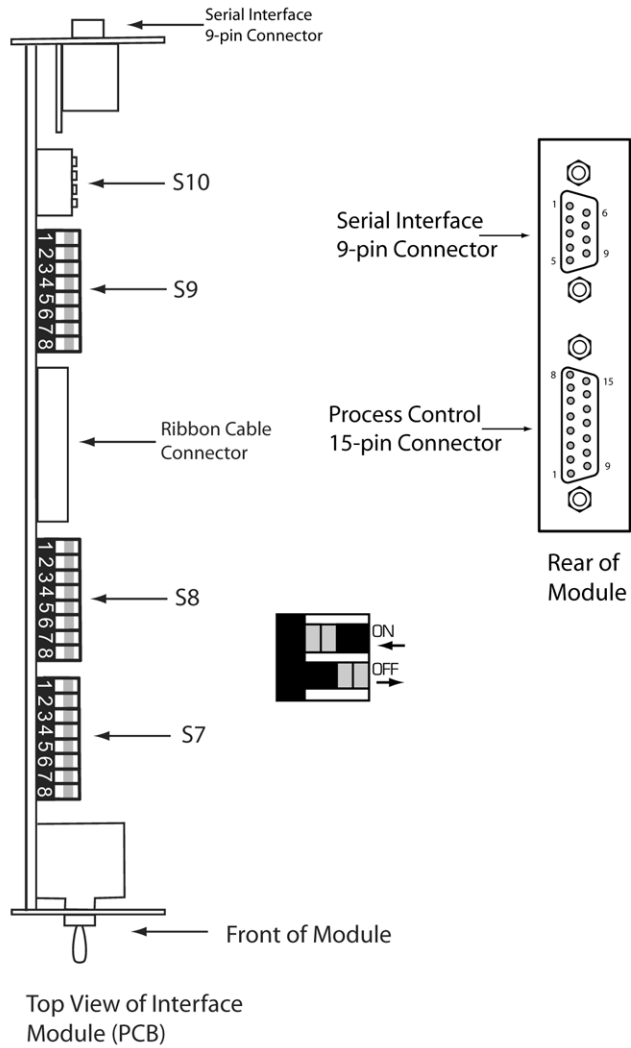 Serial Interface
9-pin Connector
S10
1
2
3
4
5
6
7
8
S9
Ribbon Cable
Connector
1
2
3
4
5
6
7
8
S8
1
2
3
4
5
6
7
8
S7
Front of Module
Top View of Interface
Module (PCB)
ON
OFF
Serial Interface
9-pin Connector
1
6
5
9
Process Control
15-pin Connector
8
15
1
9
Rear of
Module